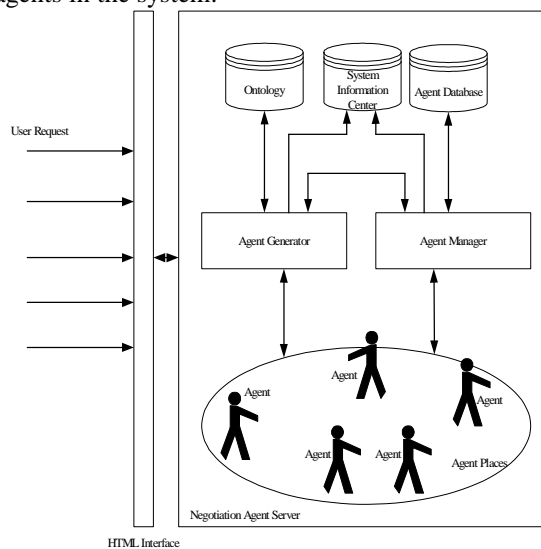 agents in the system.
Ontology
System
Information
Center
Agent Database
User Request
Agent Generator
Agent Manager
Agent
Agent
Agent
Agent
Agent
Agent Places
Negotiation Agent Server
HTML Interface